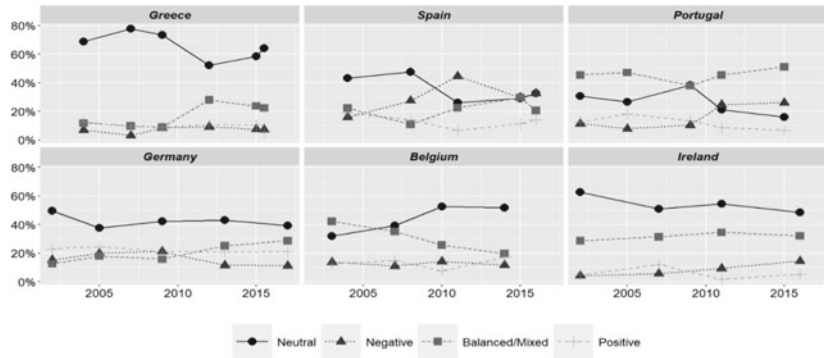 Greece Spain Portugal
80%
60%
40%
20%
0%
Germany Belgium Ireland
80%
60%
40%
20%
0%
2005 2010 2015 2005 2010 2015 2005 2010 2015
Neutral Negative Balanced/Mixed Positive